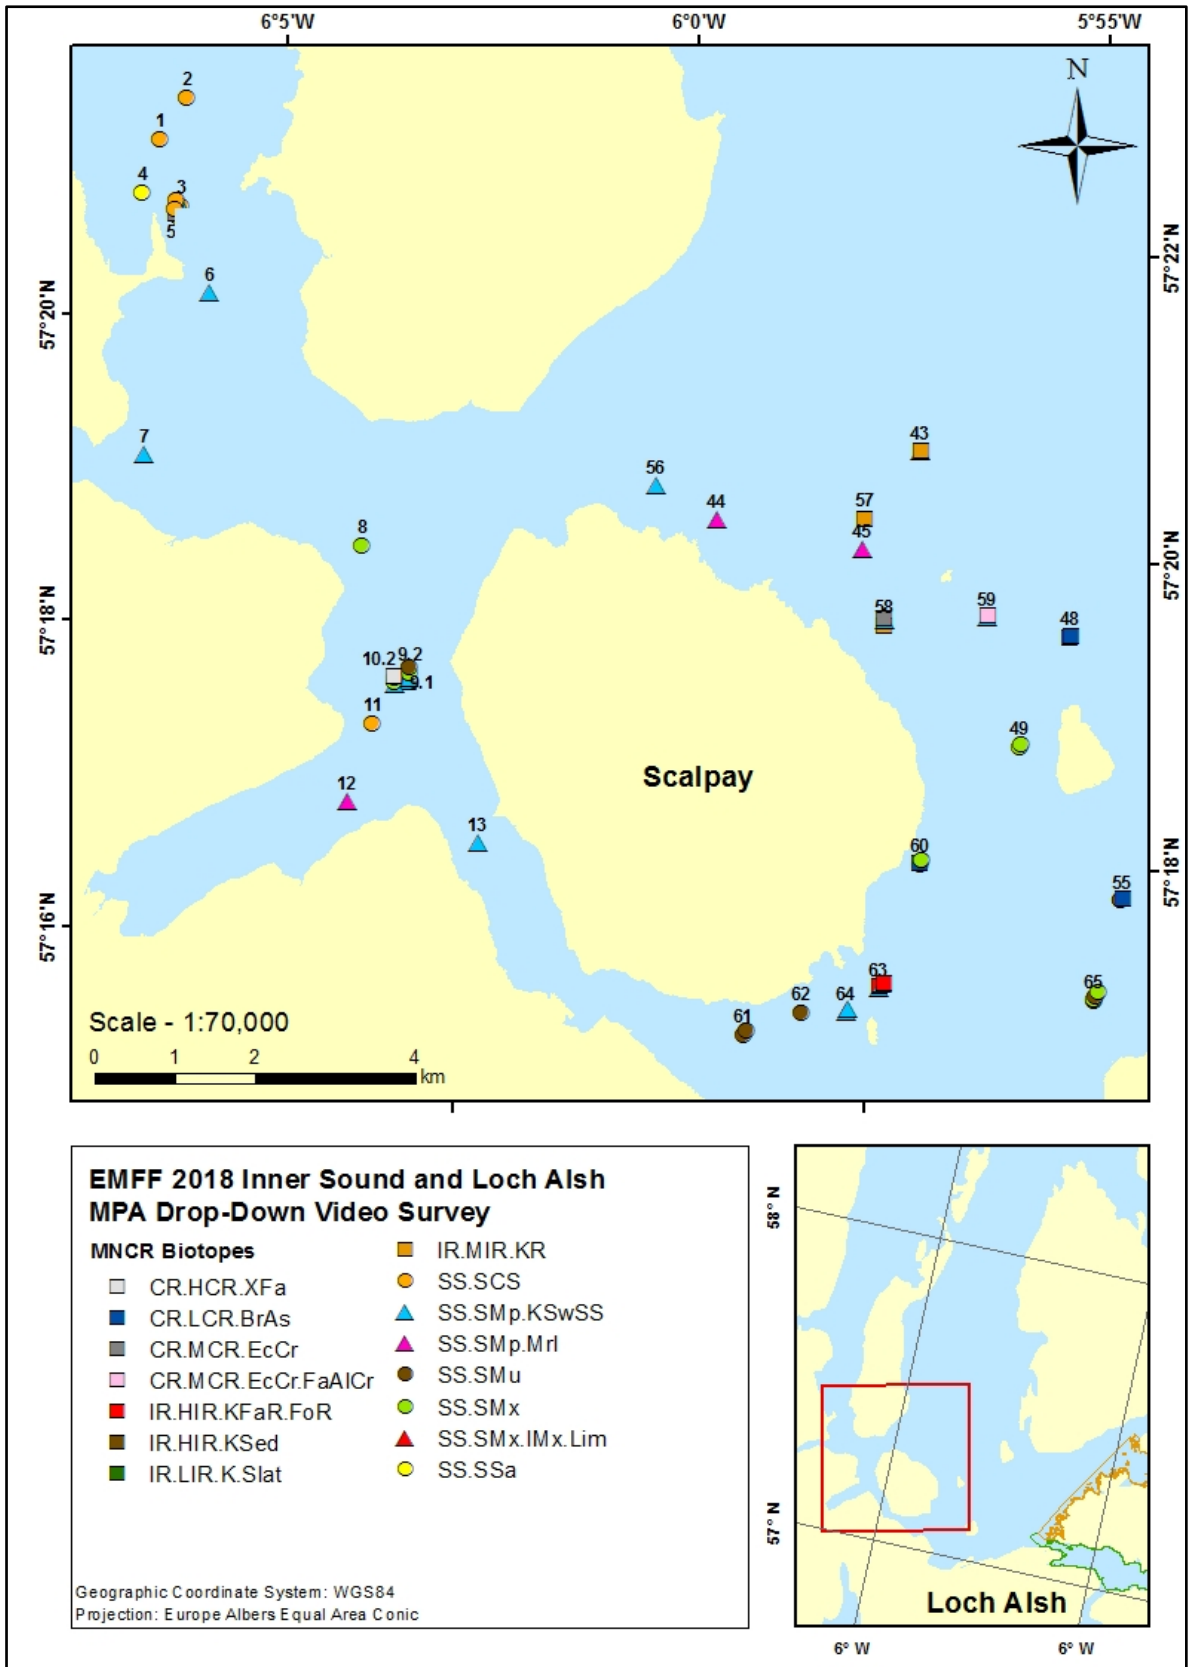 6°5'W 6°0'W 5°55'W
N
2
1
4
3
5
6
57°22'N
57°20'N
7
43
56
44
57
45
8
57°20'N
58
59
48
57°18'N
10.2
9.2
9.1
11
49
Scalpay
12
13
60
57°18'N
55
57°16'N
63
65
62
64
61
Scale - 1:70,000
0 1 2 4
km
EMFF 2018 Inner Sound and Loch Alsh
MPA Drop-Down Video Survey
MNCR Biotopes
CR.HCR.XFa
CR.LCR.BrAs
CR.MCR.EcCr
CR.MCR.EcCr.FaAlCr
IR.HIR.KFaR.FoR
IR.HIR.KSed
IR.LIR.K.Slat
IR.MIR.KR
SS.SCS
SS.SMp.KSwSS
SS.SMp.Mrl
SS.SMu
SS.SMx
SS.SMx.IMx.Lim
SS.SSa
Geographic Coordinate System: WGS84
Projection: Europe Albers Equal Area Conic
58° N
57° N
Loch Alsh
6° W 6° W